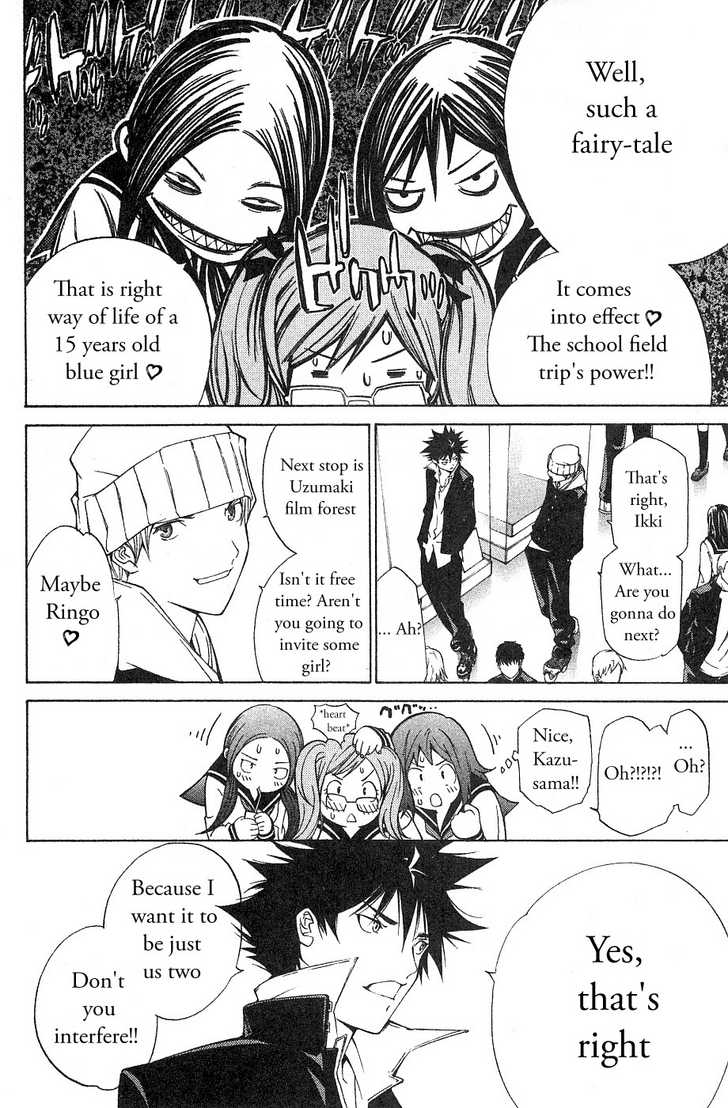 Well,
such a
fairy-tale
It comes
into effect ♡
The school field
trip's power!!
That is right
way of life of a
15 years old
blue girl ♡
That's
right,
Ikki
What...
Are you
gonna do
next?
... Ah?
Next stop is
Uzumaki
film forest
Isn't it free
time? Aren't
you going to
invite some
girl?
Maybe
Ringo
♡
...
Oh?
Oh?!?!?!
Nice,
Kazu-
sama!!
*heart
beat*
Yes,
that's
right
Because I
want it to
be just
us two
Don't
you
interfere!!